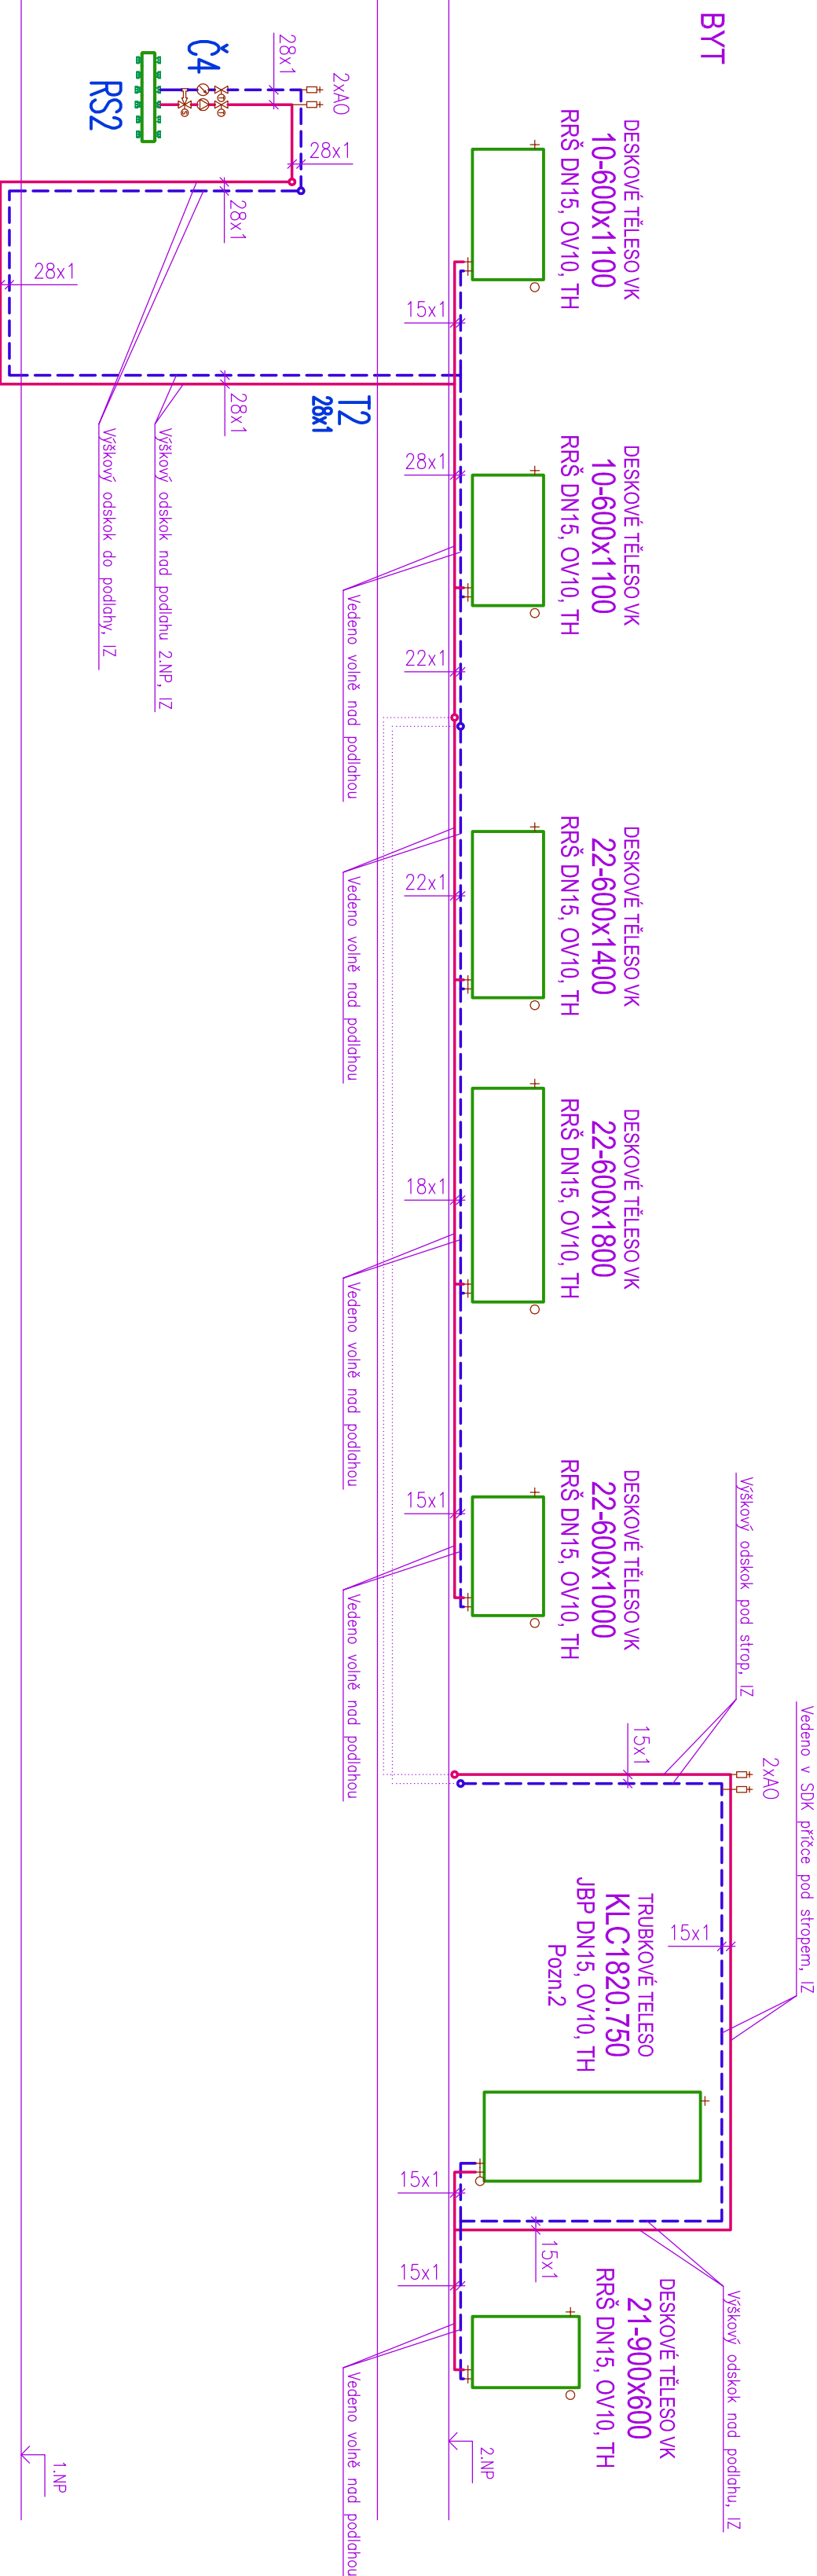 BYT
DESKOVÉ TĚLESO VK
10-600x1100
RRŠ DN15, OV10, TH
DESKOVÉ TĚLESO VK
10-600x1100
RRŠ DN15, OV10, TH
DESKOVÉ TĚLESO VK
22-600x1400
RRŠ DN15, OV10, TH
DESKOVÉ TĚLESO VK
22-600x1800
RRŠ DN15, OV10, TH
DESKOVÉ TĚLESO VK
22-600x1000
RRŠ DN15, OV10, TH
Výškový odskok pod strop, IZ
Vedeno v SDK příčce pod stropem, IZ
2xAO
15x1
15x1
TRUBKOVÉ TELESO
KLC1820.750
JBP DN15, OV10, TH
Pozn.2
15x1
DESKOVÉ TĚLESO VK
21-900x600
RRŠ DN15, OV10, TH
Výškový odskok nad podlahu, IZ
15x1
28x1
22x1
22x1
18x1
15x1
15x1
15x1
2.NP
Vedeno volně nad podlahou
Vedeno volně nad podlahou
Vedeno volně nad podlahou
Vedeno volně nad podlahou
Vedeno volně nad podlahou
T2
28x1
2xAO
28x1
28x1
Č4
RS2
28x1
28x1
28x1
Výškový odskok nad podlahu 2.NP, IZ
Výškový odskok do podlahy, IZ
1.NP